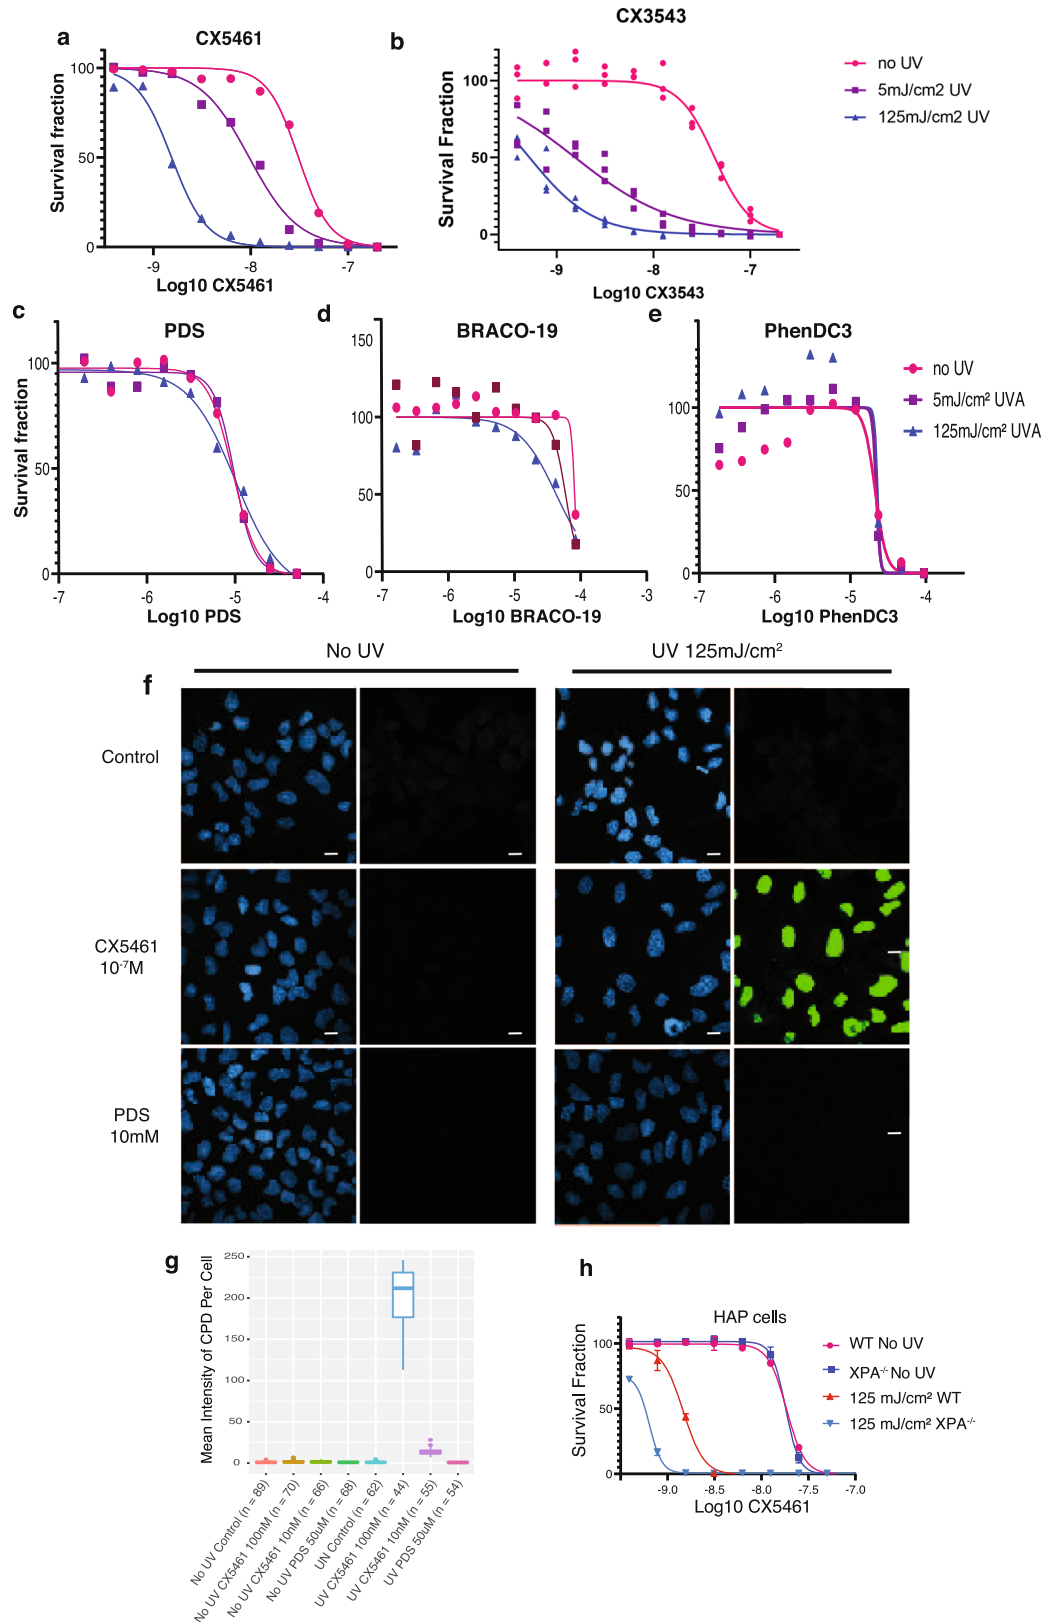 a
CX5461
Survival fraction
100
50
0
-9
-8
-7
Log10 CX5461
b
CX3543
Survival Fraction
100
50
0
-9
-8
-7
Log10 CX3543
no UV
5mJ/cm2 UV
125mJ/cm2 UV
c
PDS
Survival fraction
100
50
0
-7
-6
-5
-4
Log10 PDS
d
BRACO-19
150
100
50
0
-7
-6
-5
-4
-3
Log10 BRACO-19
e
PhenDC3
100
50
0
-7
-6
-5
-4
Log10 PhenDC3
no UV
5mJ/cm² UVA
125mJ/cm² UVA
f
No UV
UV 125mJ/cm²
Control
CX5461
10⁻⁷M
PDS
10mM
g
Mean Intensity of CPD Per Cell
250
200
150
100
50
0
No UV Control (n = 89)
No UV CX5461 100nM (n = 70)
No UV CX5461 10nM (n = 66)
No UV PDS 50uM (n = 68)
UN Control (n = 62)
UV CX5461 100nM (n = 44)
UV CX5461 10nM (n = 55)
UV PDS 50uM (n = 54)
h
HAP cells
Survival Fraction
100
50
0
-9.0
-8.5
-8.0
-7.5
-7.0
Log10 CX5461
WT No UV
XPA⁻/⁻ No UV
125 mJ/cm² WT
125 mJ/cm² XPA⁻/⁻